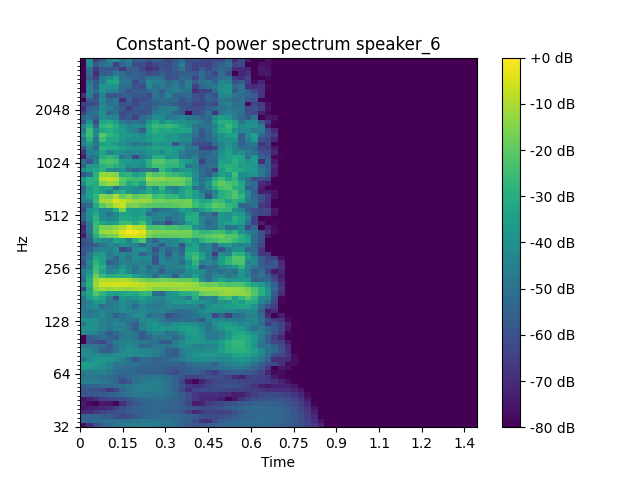 Constant-Q power spectrum speaker_6
Hz
2048
1024
512
256
128
64
32
0 0.15 0.3 0.45 0.6 0.75 0.9 1.1 1.2 1.4
Time
+0 dB
-10 dB
-20 dB
-30 dB
-40 dB
-50 dB
-60 dB
-70 dB
-80 dB